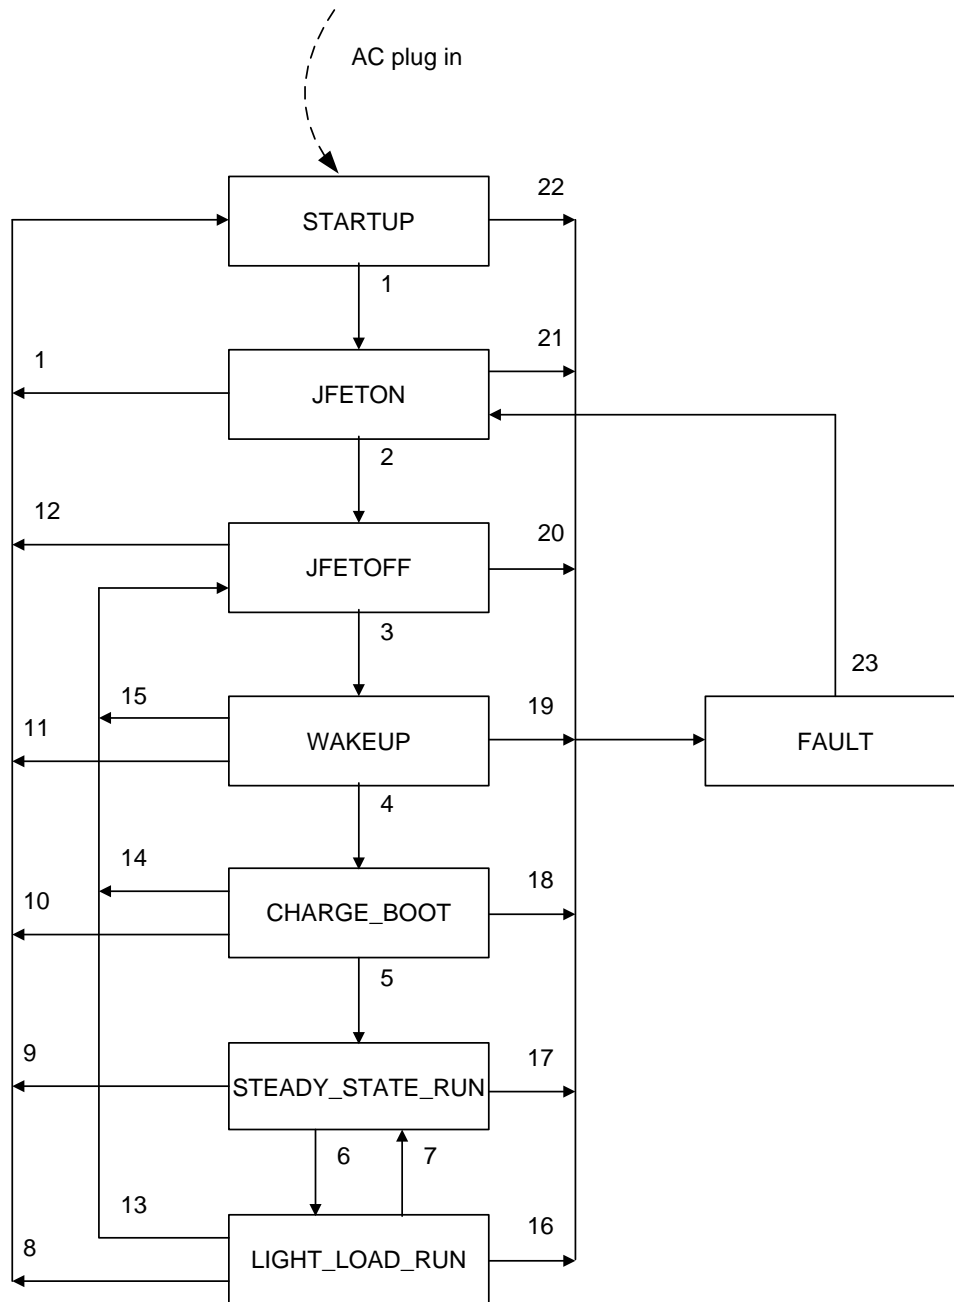 AC plug in
22
STARTUP
1
21
1
JFETON
2
12
20
JFETOFF
3
23
15
19
11
WAKEUP
FAULT
4
14
18
10
CHARGE_BOOT
5
9
17
STEADY_STATE_RUN
6
7
13
16
8
LIGHT_LOAD_RUN